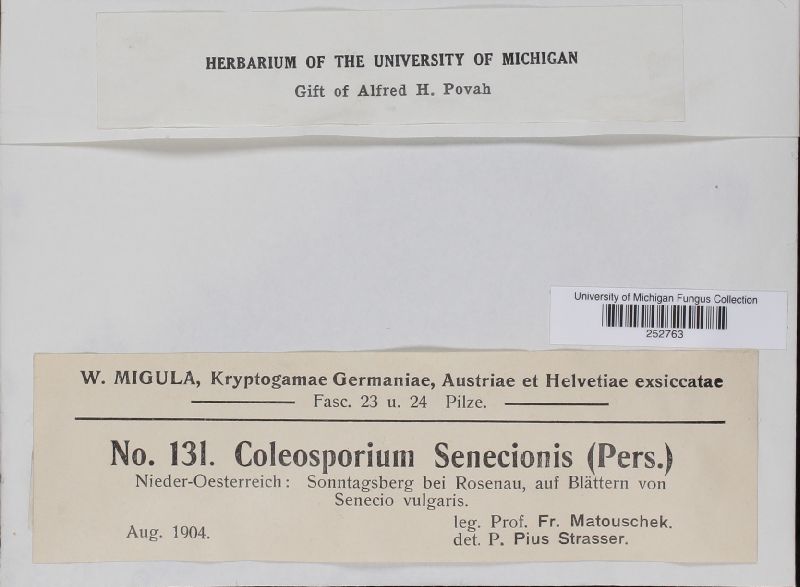 HERBARIUM OF THE UNIVERSITY OF MICHIGAN
Gift of Alfred H. Povah
University of Michigan Fungus Collection
252763
W. MIGULA, Kryptogamae Germaniae, Austriae et Helvetiae exsiccatae
Fasc. 23 u. 24 Pilze.
No. 131. Coleosporium Senecionis (Pers.)
Nieder-Oesterreich: Sonntagsberg bei Rosenau, auf Blättern von
Senecio vulgaris.
Aug. 1904.
leg. Prof. Fr. Matouschek.
det. P. Pius Strasser.